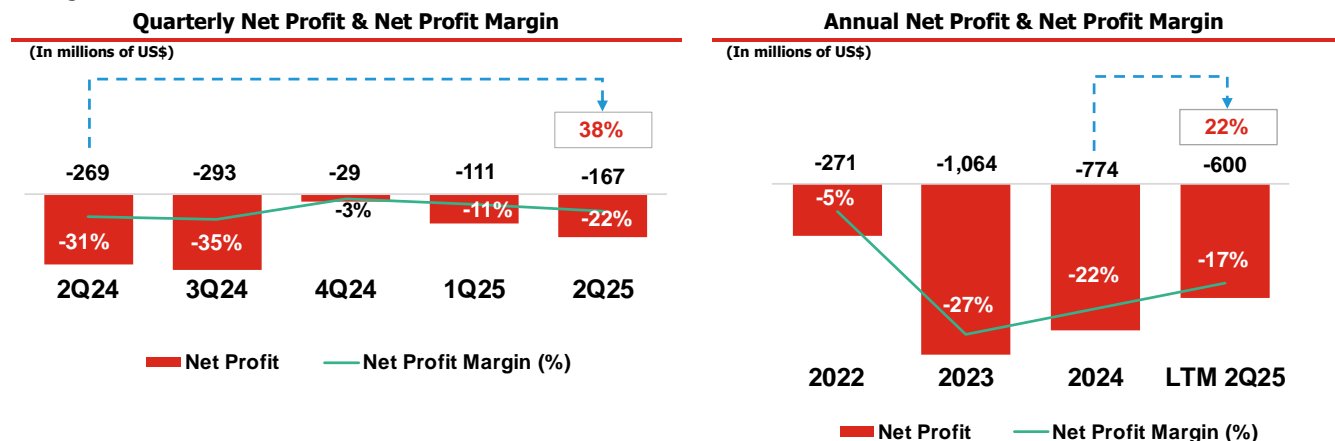 Quarterly Net Profit & Net Profit Margin
(In millions of US$)
38%
-269 -293 -29 -111 -167
-31% -35% -3% -11% -22%
2Q24 3Q24 4Q24 1Q25 2Q25
Net Profit Net Profit Margin (%)
Annual Net Profit & Net Profit Margin
(In millions of US$)
22%
-271 -1,064 -774 -600
-5% -27% -22% -17%
2022 2023 2024 LTM 2Q25
Net Profit Net Profit Margin (%)